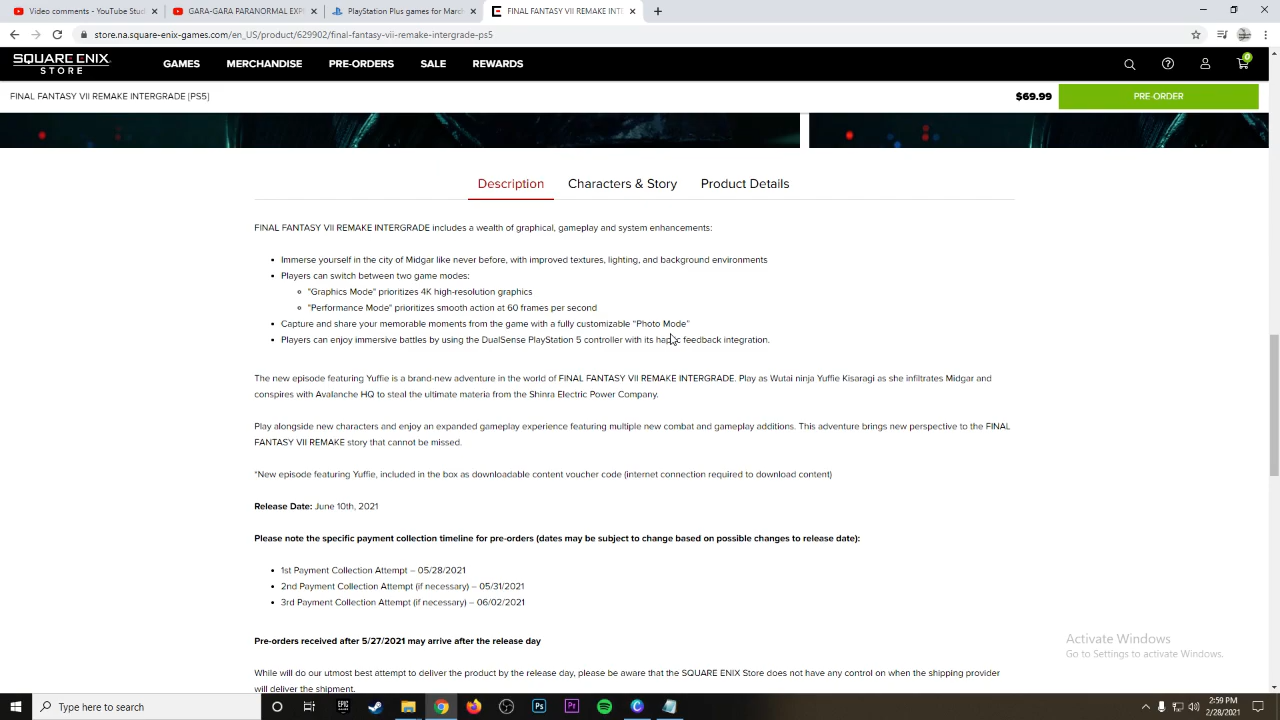 Video comments - YouTube Stud
GARA-GARA PARANORMAL EXP
PlayStation Plus games for March
FINAL FANTASY VII REMAKE INTE
store.na.square-enix-games.com/en_US/product/629902/final-fantasy-vii-remake-intergrade-ps5
SQUARE ENIX
STORE
GAMES MERCHANDISE PRE-ORDERS SALE REWARDS
0
FINAL FANTASY VII REMAKE INTERGRADE [PS5]
$69.99 PRE-ORDER
Description Characters & Story Product Details
FINAL FANTASY VII REMAKE INTERGRADE includes a wealth of graphical, gameplay and system enhancements:
Immerse yourself in the city of Midgar like never before, with improved textures, lighting, and background environments
Players can switch between two game modes:
"Graphics Mode" prioritizes 4K high-resolution graphics
"Performance Mode" prioritizes smooth action at 60 frames per second
Capture and share your memorable moments from the game with a fully customizable “Photo Mode”
Players can enjoy immersive battles by using the DualSense PlayStation 5 controller with its haptic feedback integration.
The new episode featuring Yuffie is a brand-new adventure in the world of FINAL FANTASY VII REMAKE INTERGRADE. Play as Wutai ninja Yuffie Kisaragi as she infiltrates Midgar and
conspires with Avalanche HQ to steal the ultimate materia from the Shinra Electric Power Company.
Play alongside new characters and enjoy an expanded gameplay experience featuring multiple new combat and gameplay additions. This adventure brings new perspective to the FINAL
FANTASY VII REMAKE story that cannot be missed.
*New episode featuring Yuffie, included in the box as downloadable content voucher code (internet connection required to download content)
Release Date: June 10th, 2021
Please note the specific payment collection timeline for pre-orders (dates may be subject to change based on possible changes to release date):
1st Payment Collection Attempt – 05/28/2021
2nd Payment Collection Attempt (if necessary) – 05/31/2021
3rd Payment Collection Attempt (if necessary) – 06/02/2021
Pre-orders received after 5/27/2021 may arrive after the release day
While will do our utmost best attempt to deliver the product by the release day, please be aware that the SQUARE ENIX Store does not have any control on when the shipping provider
will deliver the shipment.
Activate Windows
Go to Settings to activate Windows.
Type here to search
EPIC
Ps
Pr
2:59 PM
2/28/2021